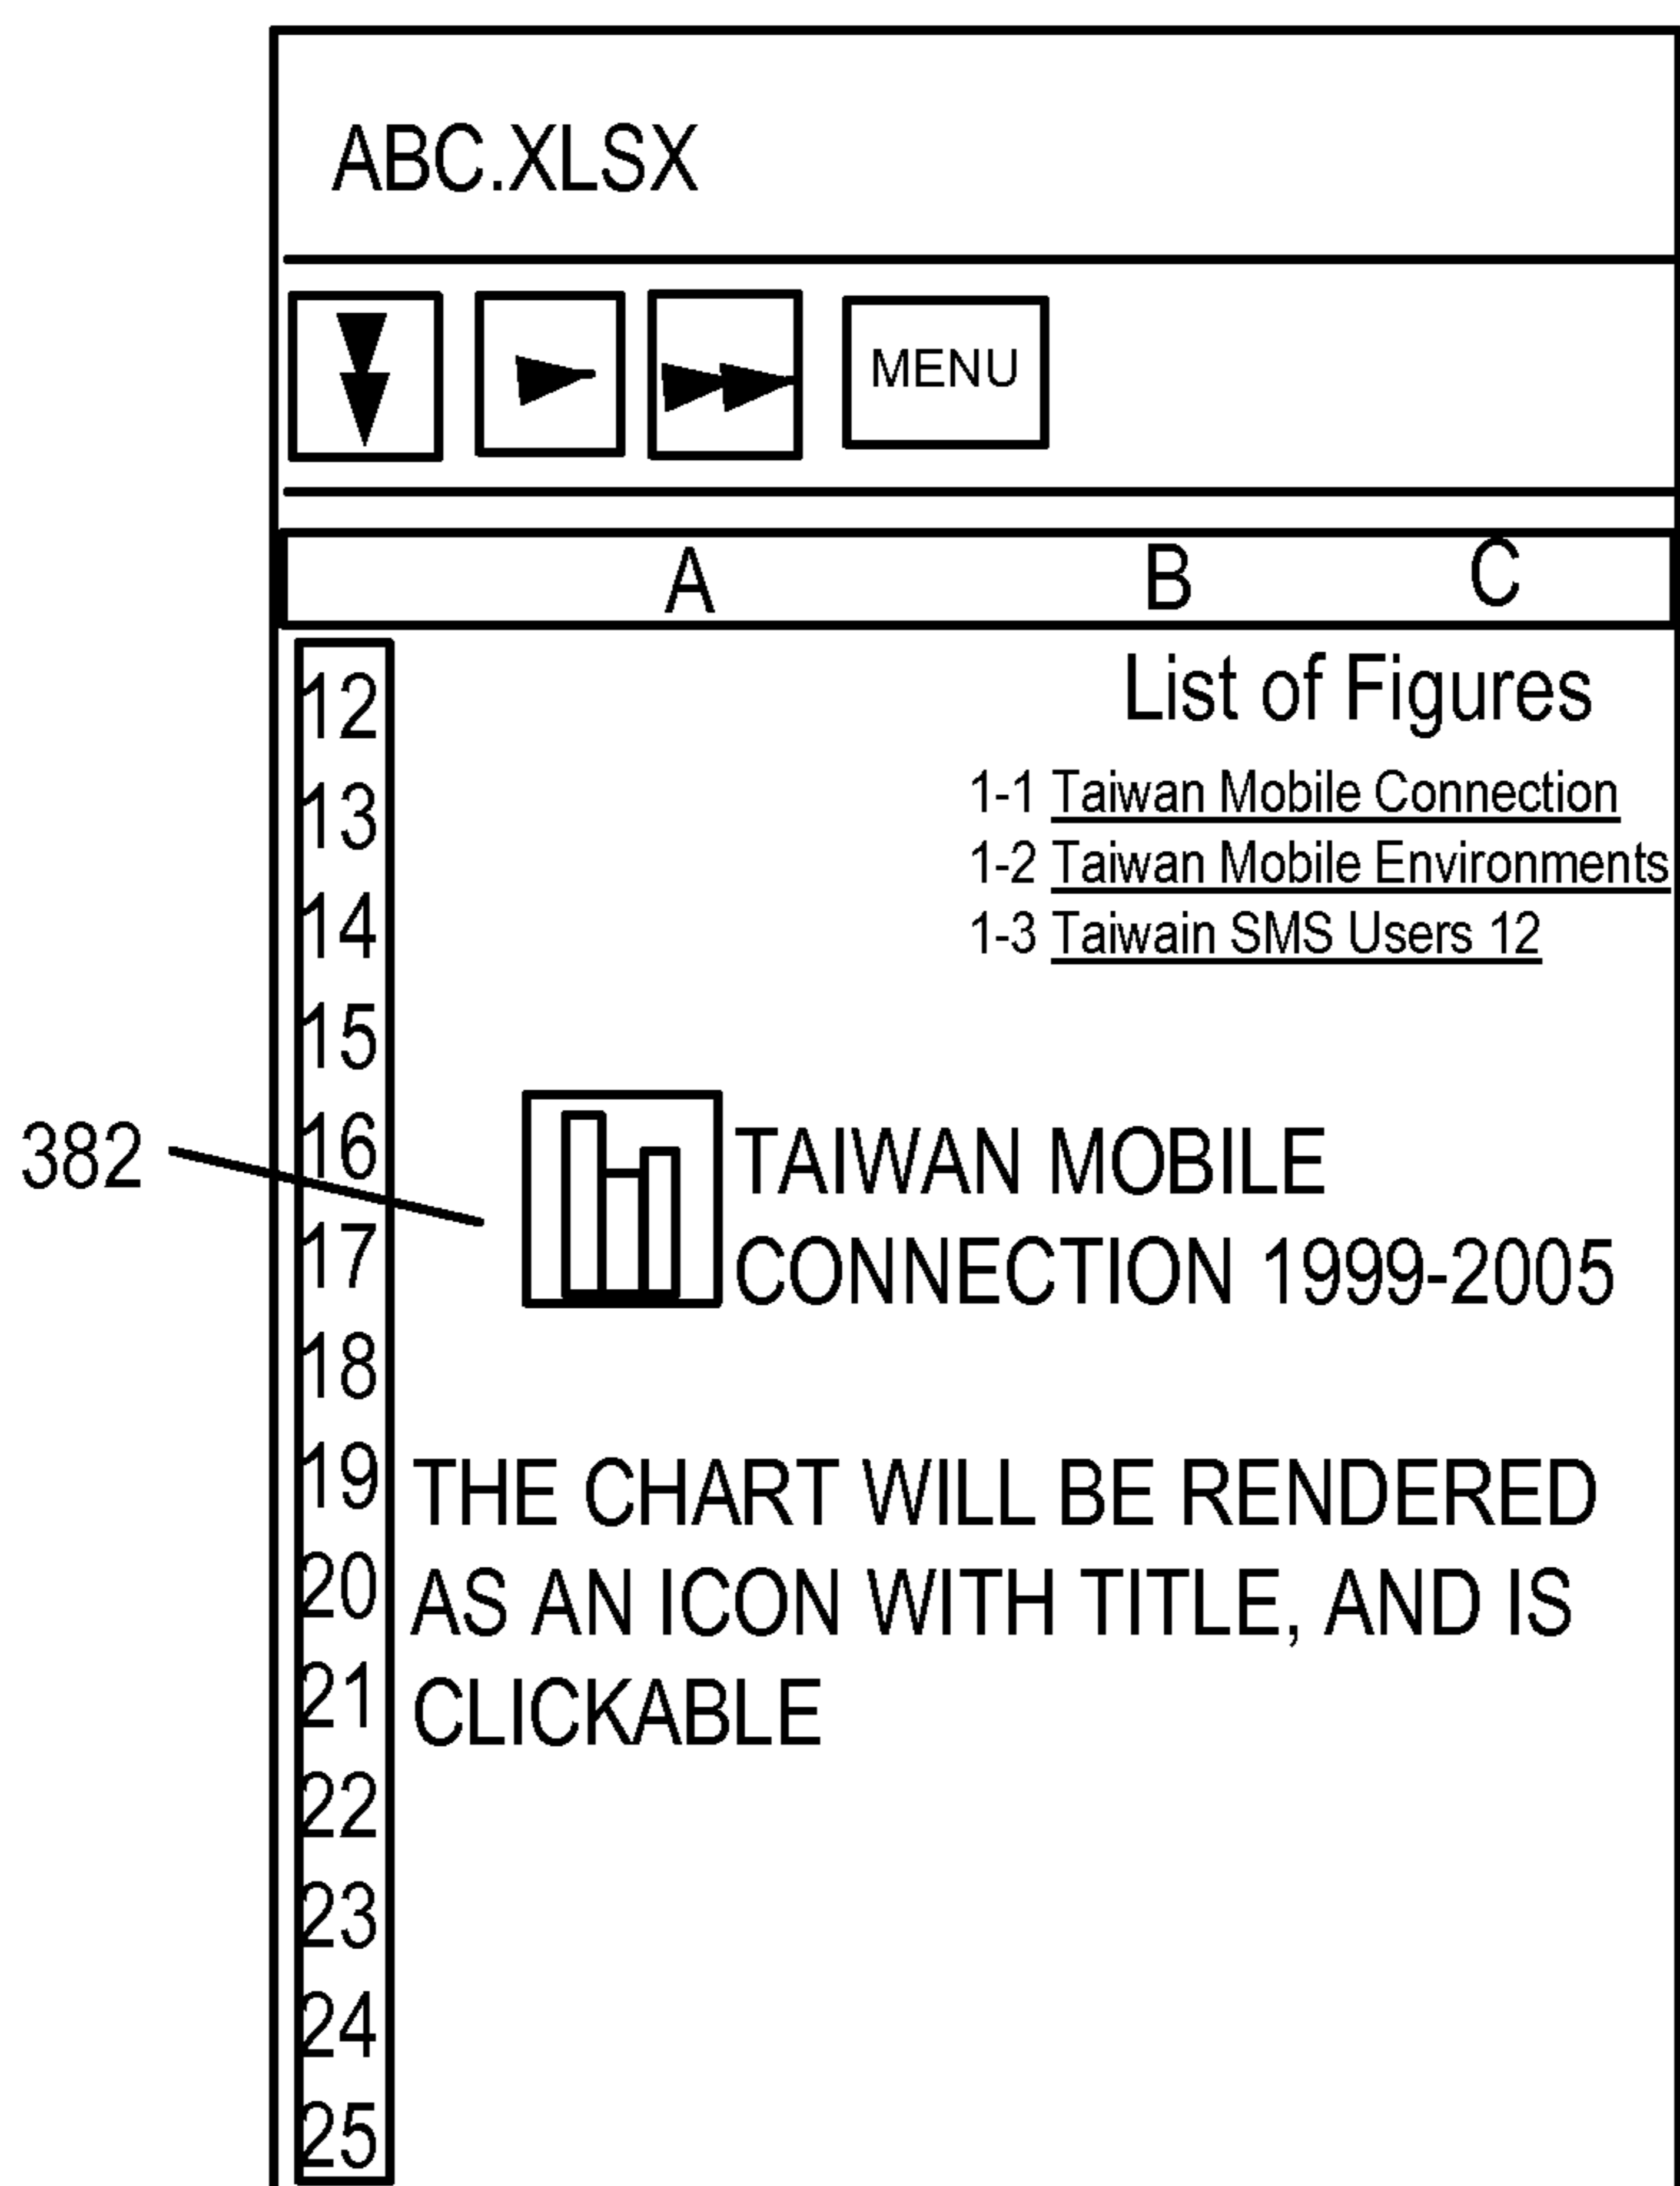 ABC.XLSX
MENU
A B C
12 List of Figures
13 1-1 Taiwan Mobile Connection
1-2 Taiwan Mobile Environments
14 1-3 Taiwain SMS Users 12
15
382 16 TAIWAN MOBILE
17 CONNECTION 1999-2005
18
19 THE CHART WILL BE RENDERED
20 AS AN ICON WITH TITLE, AND IS
21 CLICKABLE
22
23
24
25